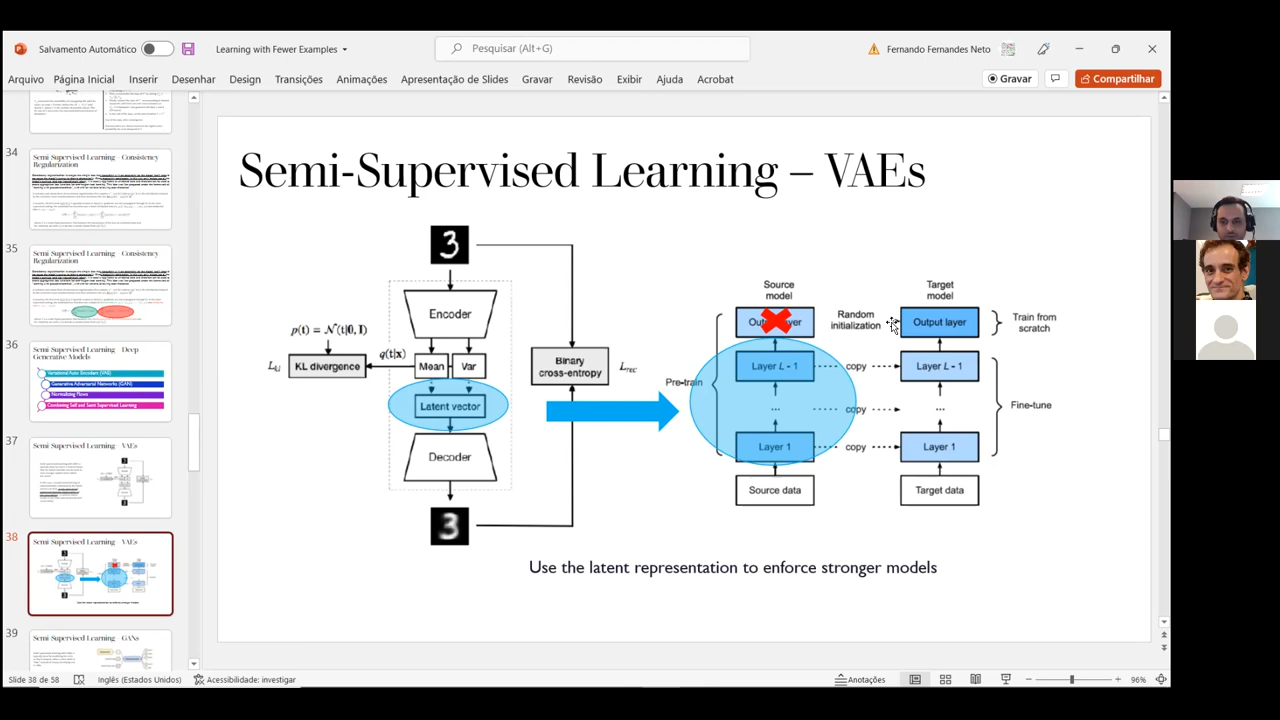 Salvamento Automático
Learning with Fewer Examples
Pesquisar (Alt+G)
Fernando Fernandes Neto
Arquivo Página Inicial Inserir Desenhar Design Transições Animações Apresentação de Slides Gravar Revisão Exibir Ajuda Acrobat
Gravar
Compartilhar
34
Semi-Supervised Learning – Consistency
Regularization
35
Semi-Supervised Learning – Consistency
Regularization
36
Semi-Supervised Learning – Deep
Generative Models
Variational Auto Encoders (VAE)
Generative Adversarial Networks (GAN)
Normalizing Flows
Combining Self and Semi Supervised Learning
37
Semi-Supervised Learning – VAEs
38
Semi-Supervised Learning – VAEs
39
Semi-Supervised Learning – GANs
Semi-Supervised Learning – VAEs
3
Encoder
p(t) = N(t|0, I)
q(t|x)
KL divergence
Mean
Var
Latent vector
Decoder
3
Binary
cross-entropy
L_rec
Source
model
Target
model
Output layer
Random
initialization
Output layer
Train from
scratch
Pre-train
Layer L - 1
copy
Layer L - 1
...
copy
...
Fine-tune
Layer 1
copy
Layer 1
Source data
Target data
Use the latent representation to enforce stronger models
Slide 38 de 58
Inglês (Estados Unidos)
Acessibilidade: investigar
Anotações
96%